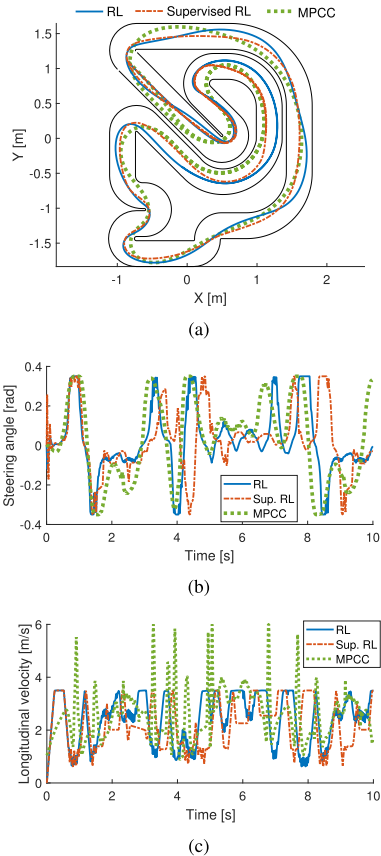 RL Supervised RL MPCC
1.5
1
0.5
0
-0.5
-1
-1.5
Y [m]
-1 0 1 2
X [m]
(a)
0.4
0.2
0
-0.2
-0.4
Steering angle [rad]
RL
Sup. RL
MPCC
0 2 4 6 8 10
Time [s]
(b)
6
4
2
0
Longitudinal velocity [m/s]
RL
Sup. RL
MPCC
0 2 4 6 8 10
Time [s]
(c)